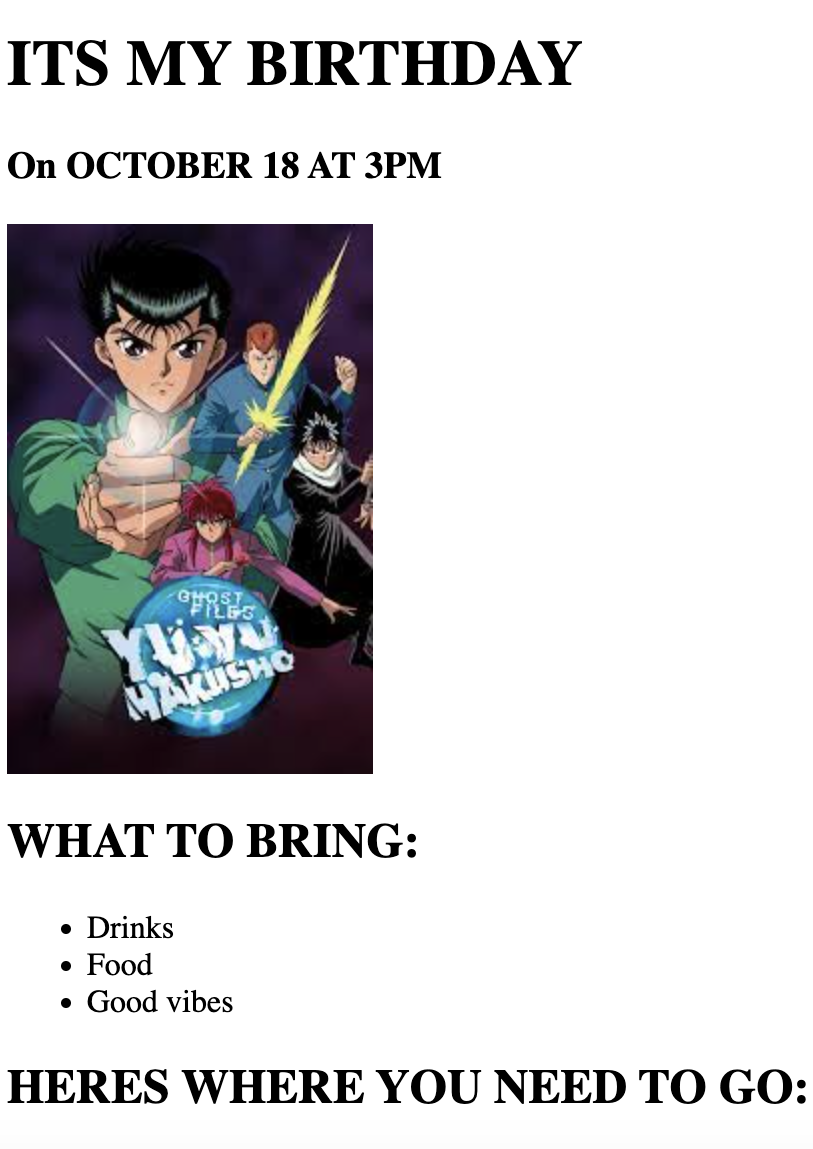 ITS MY BIRTHDAY
On OCTOBER 18 AT 3PM
GHOST
FILES
YU YU
HAKUSHO
WHAT TO BRING:
Drinks
Food
Good vibes
HERES WHERE YOU NEED TO GO: